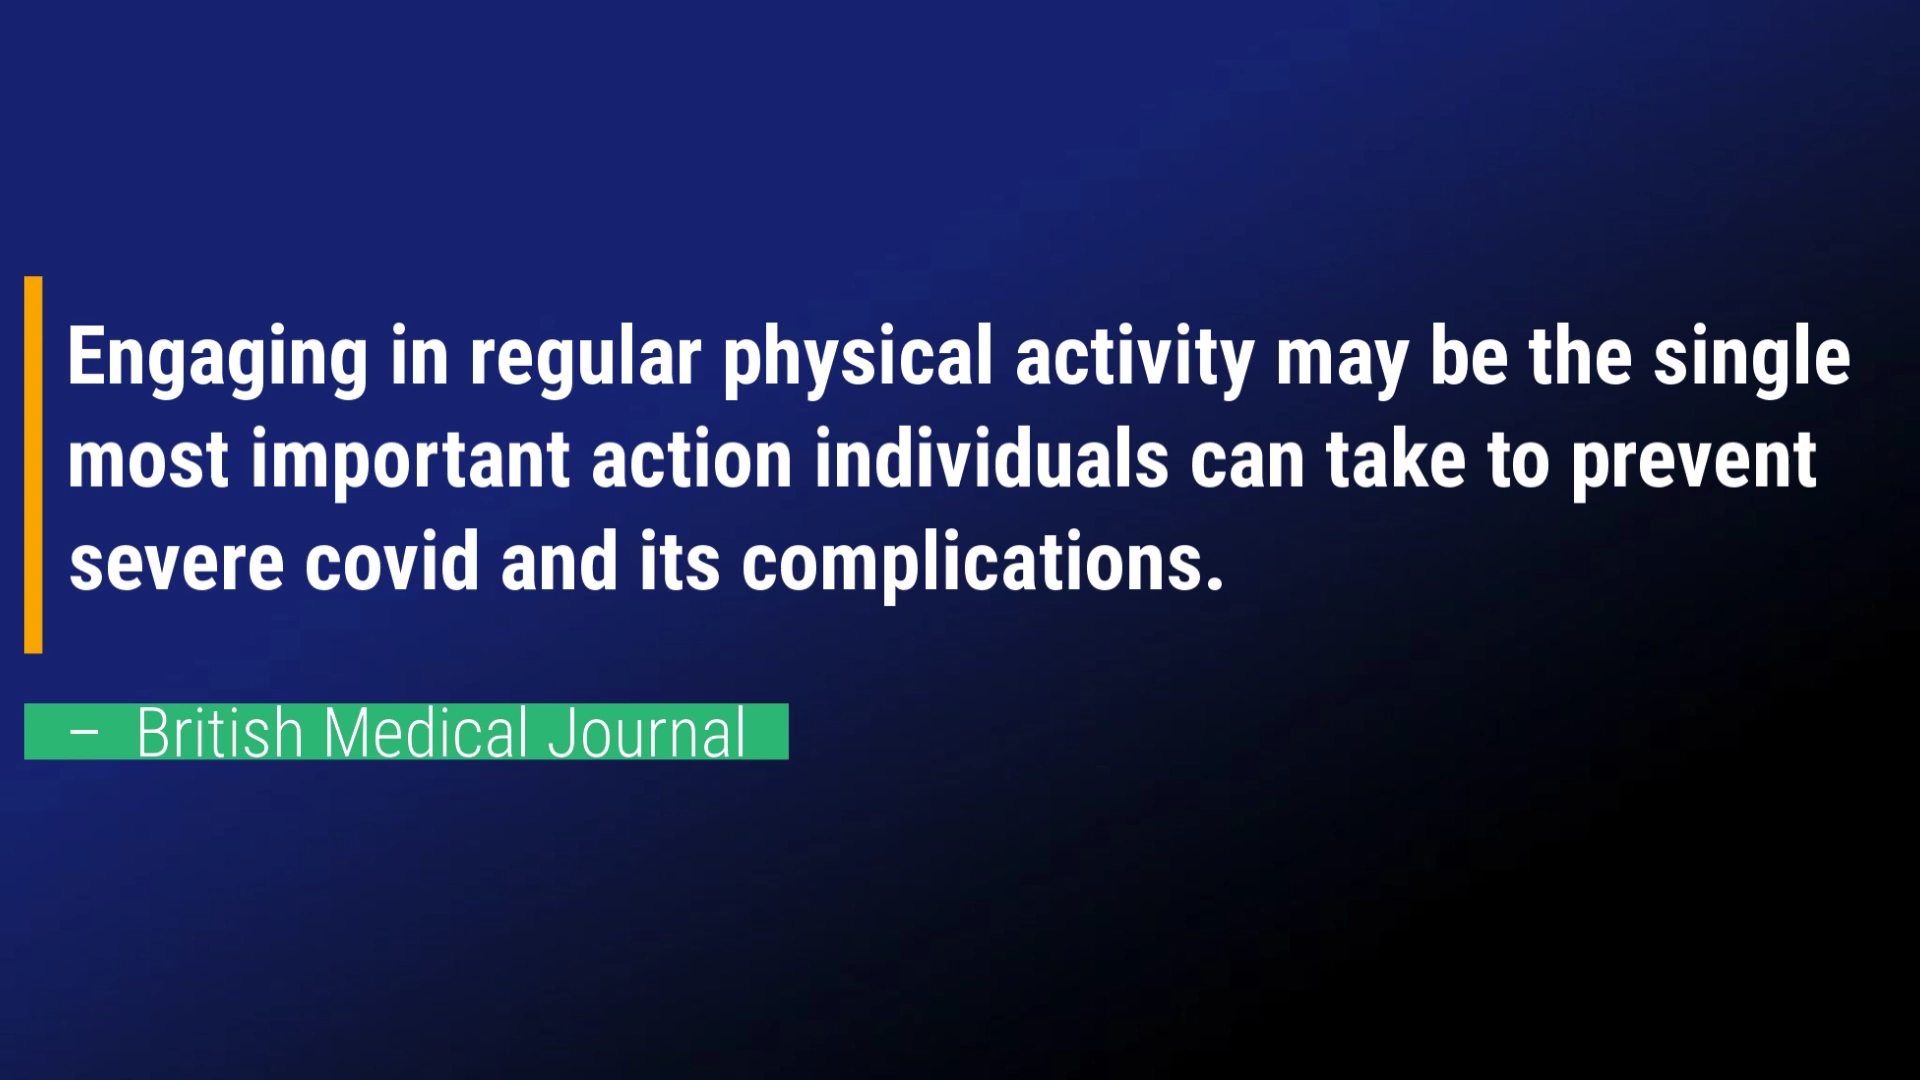 Engaging in regular physical activity may be the single
most important action individuals can take to prevent
severe covid and its complications.
– British Medical Journal